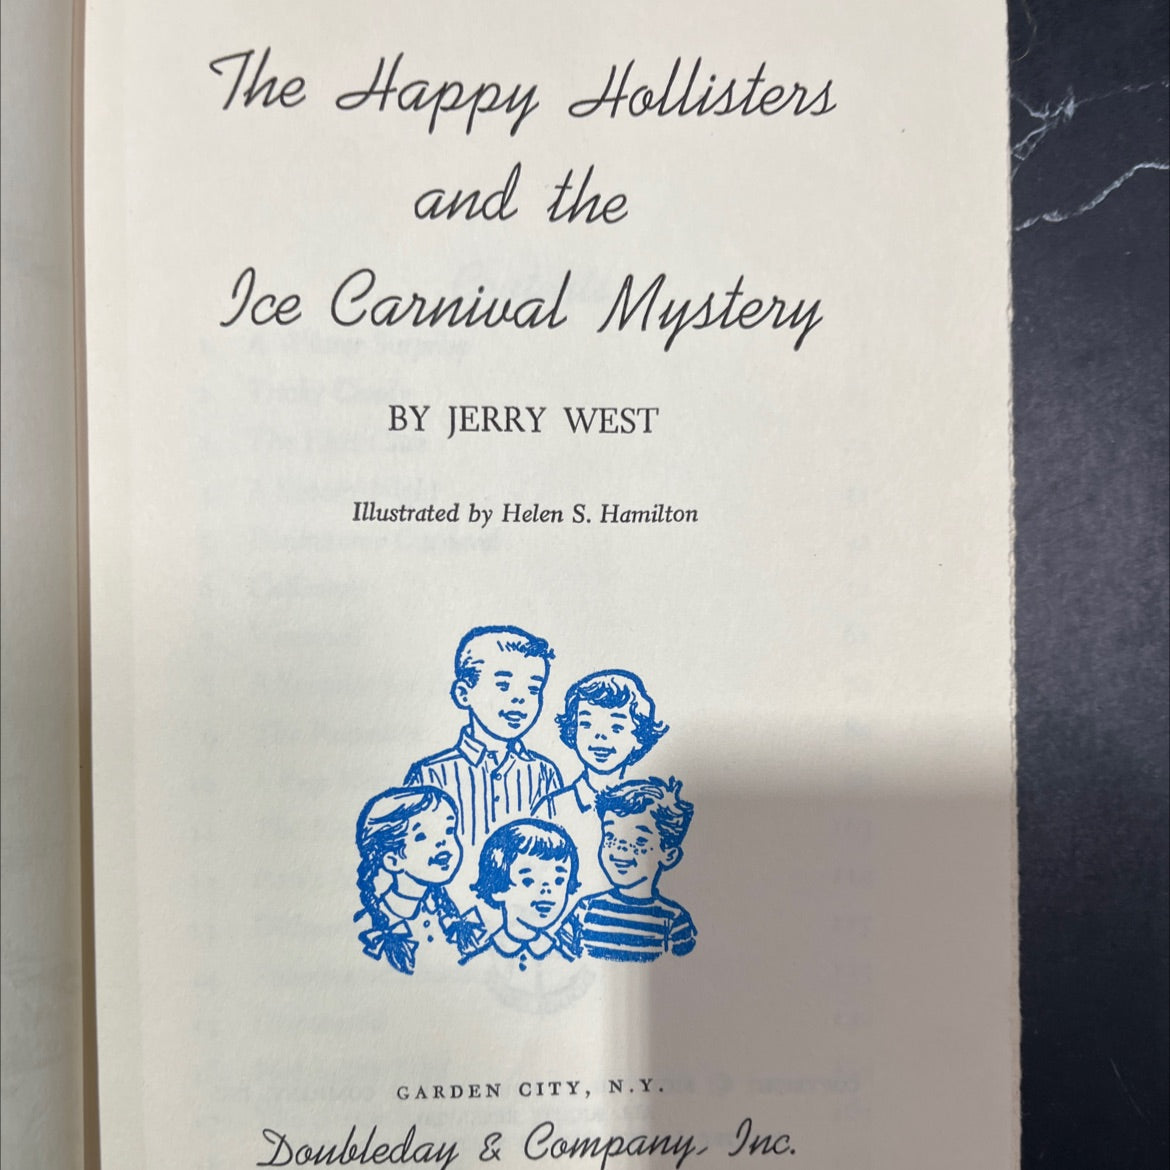 The Happy Hollisters
and the
Ice Carnival Mystery
BY JERRY WEST
Illustrated by Helen S. Hamilton
GARDEN CITY, N.Y.
Doubleday & Company, Inc.